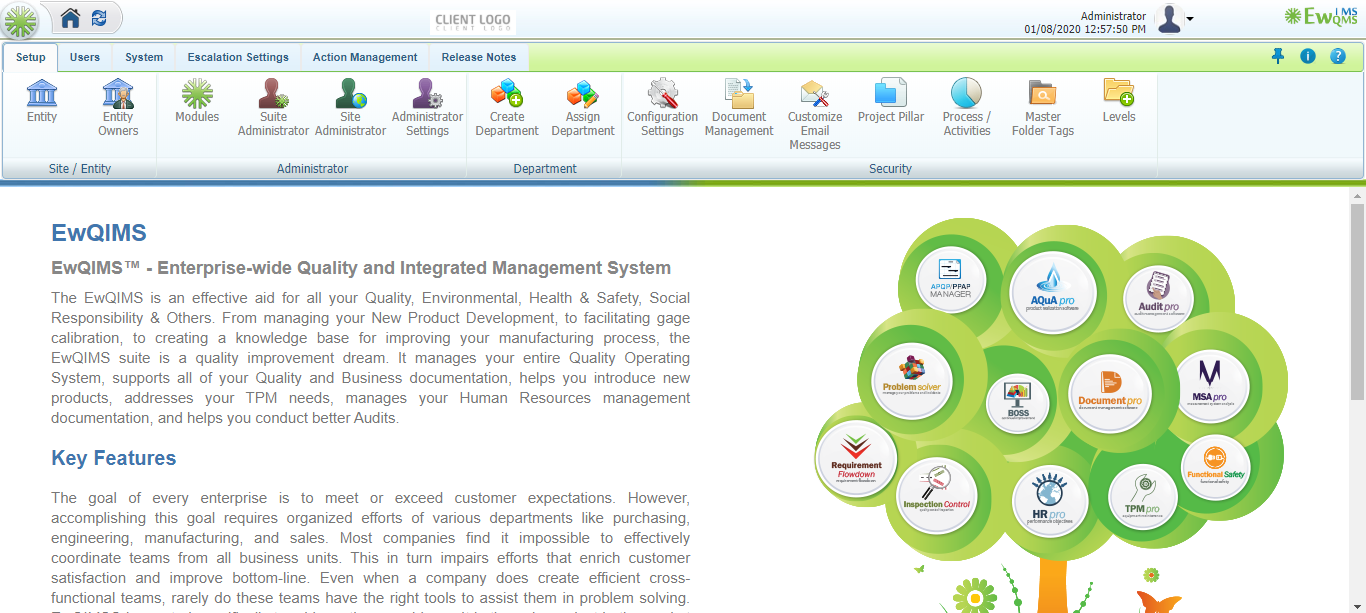 CLIENT LOGO
Administrator
01/08/2020 12:57:50 PM
EwQMS
iMS
Setup
Users
System
Escalation Settings
Action Management
Release Notes
Entity
Entity
Owners
Modules
Suite
Administrator
Site
Administrator
Administrator
Settings
Create
Department
Assign
Department
Configuration
Settings
Document
Management
Customize
Email
Messages
Project Pillar
Process /
Activities
Master
Folder Tags
Levels
Site / Entity
Administrator
Department
Security
EwQIMS
EwQIMS™ - Enterprise-wide Quality and Integrated Management System
The EwQIMS is an effective aid for all your Quality, Environmental, Health & Safety, Social
Responsibility & Others. From managing your New Product Development, to facilitating gage
calibration, to creating a knowledge base for improving your manufacturing process, the
EwQIMS suite is a quality improvement dream. It manages your entire Quality Operating
System, supports all of your Quality and Business documentation, helps you introduce new
products, addresses your TPM needs, manages your Human Resources management
documentation, and helps you conduct better Audits.
Key Features
The goal of every enterprise is to meet or exceed customer expectations. However,
accomplishing this goal requires organized efforts of various departments like purchasing,
engineering, manufacturing, and sales. Most companies find it impossible to effectively
coordinate teams from all business units. This in turn impairs efforts that enrich customer
satisfaction and improve bottom-line. Even when a company does create efficient cross-
functional teams, rarely do these teams have the right tools to assist them in problem solving.
APQP/PPAP
MANAGER
AQuA pro
Audit pro
Problem solver
BOSS
Document pro
document management software
MSA pro
Requirement
Flowdown
Inspection Control
HR pro
performance objectives
TPM pro
Functional Safety
functional safety